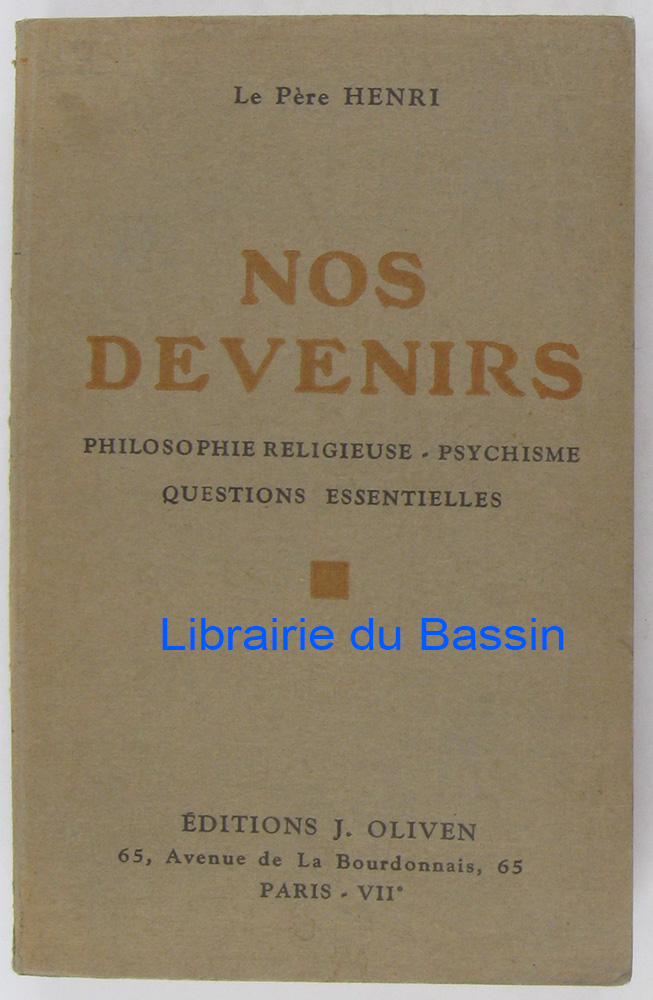 Le Père HENRI
NOS
DEVENIRS
PHILOSOPHIE RELIGIEUSE - PSYCHISME
QUESTIONS ESSENTIELLES
Librairie du Bassin
ÉDITIONS J. OLIVEN
65, Avenue de La Bourdonnais, 65
PARIS - VIIe